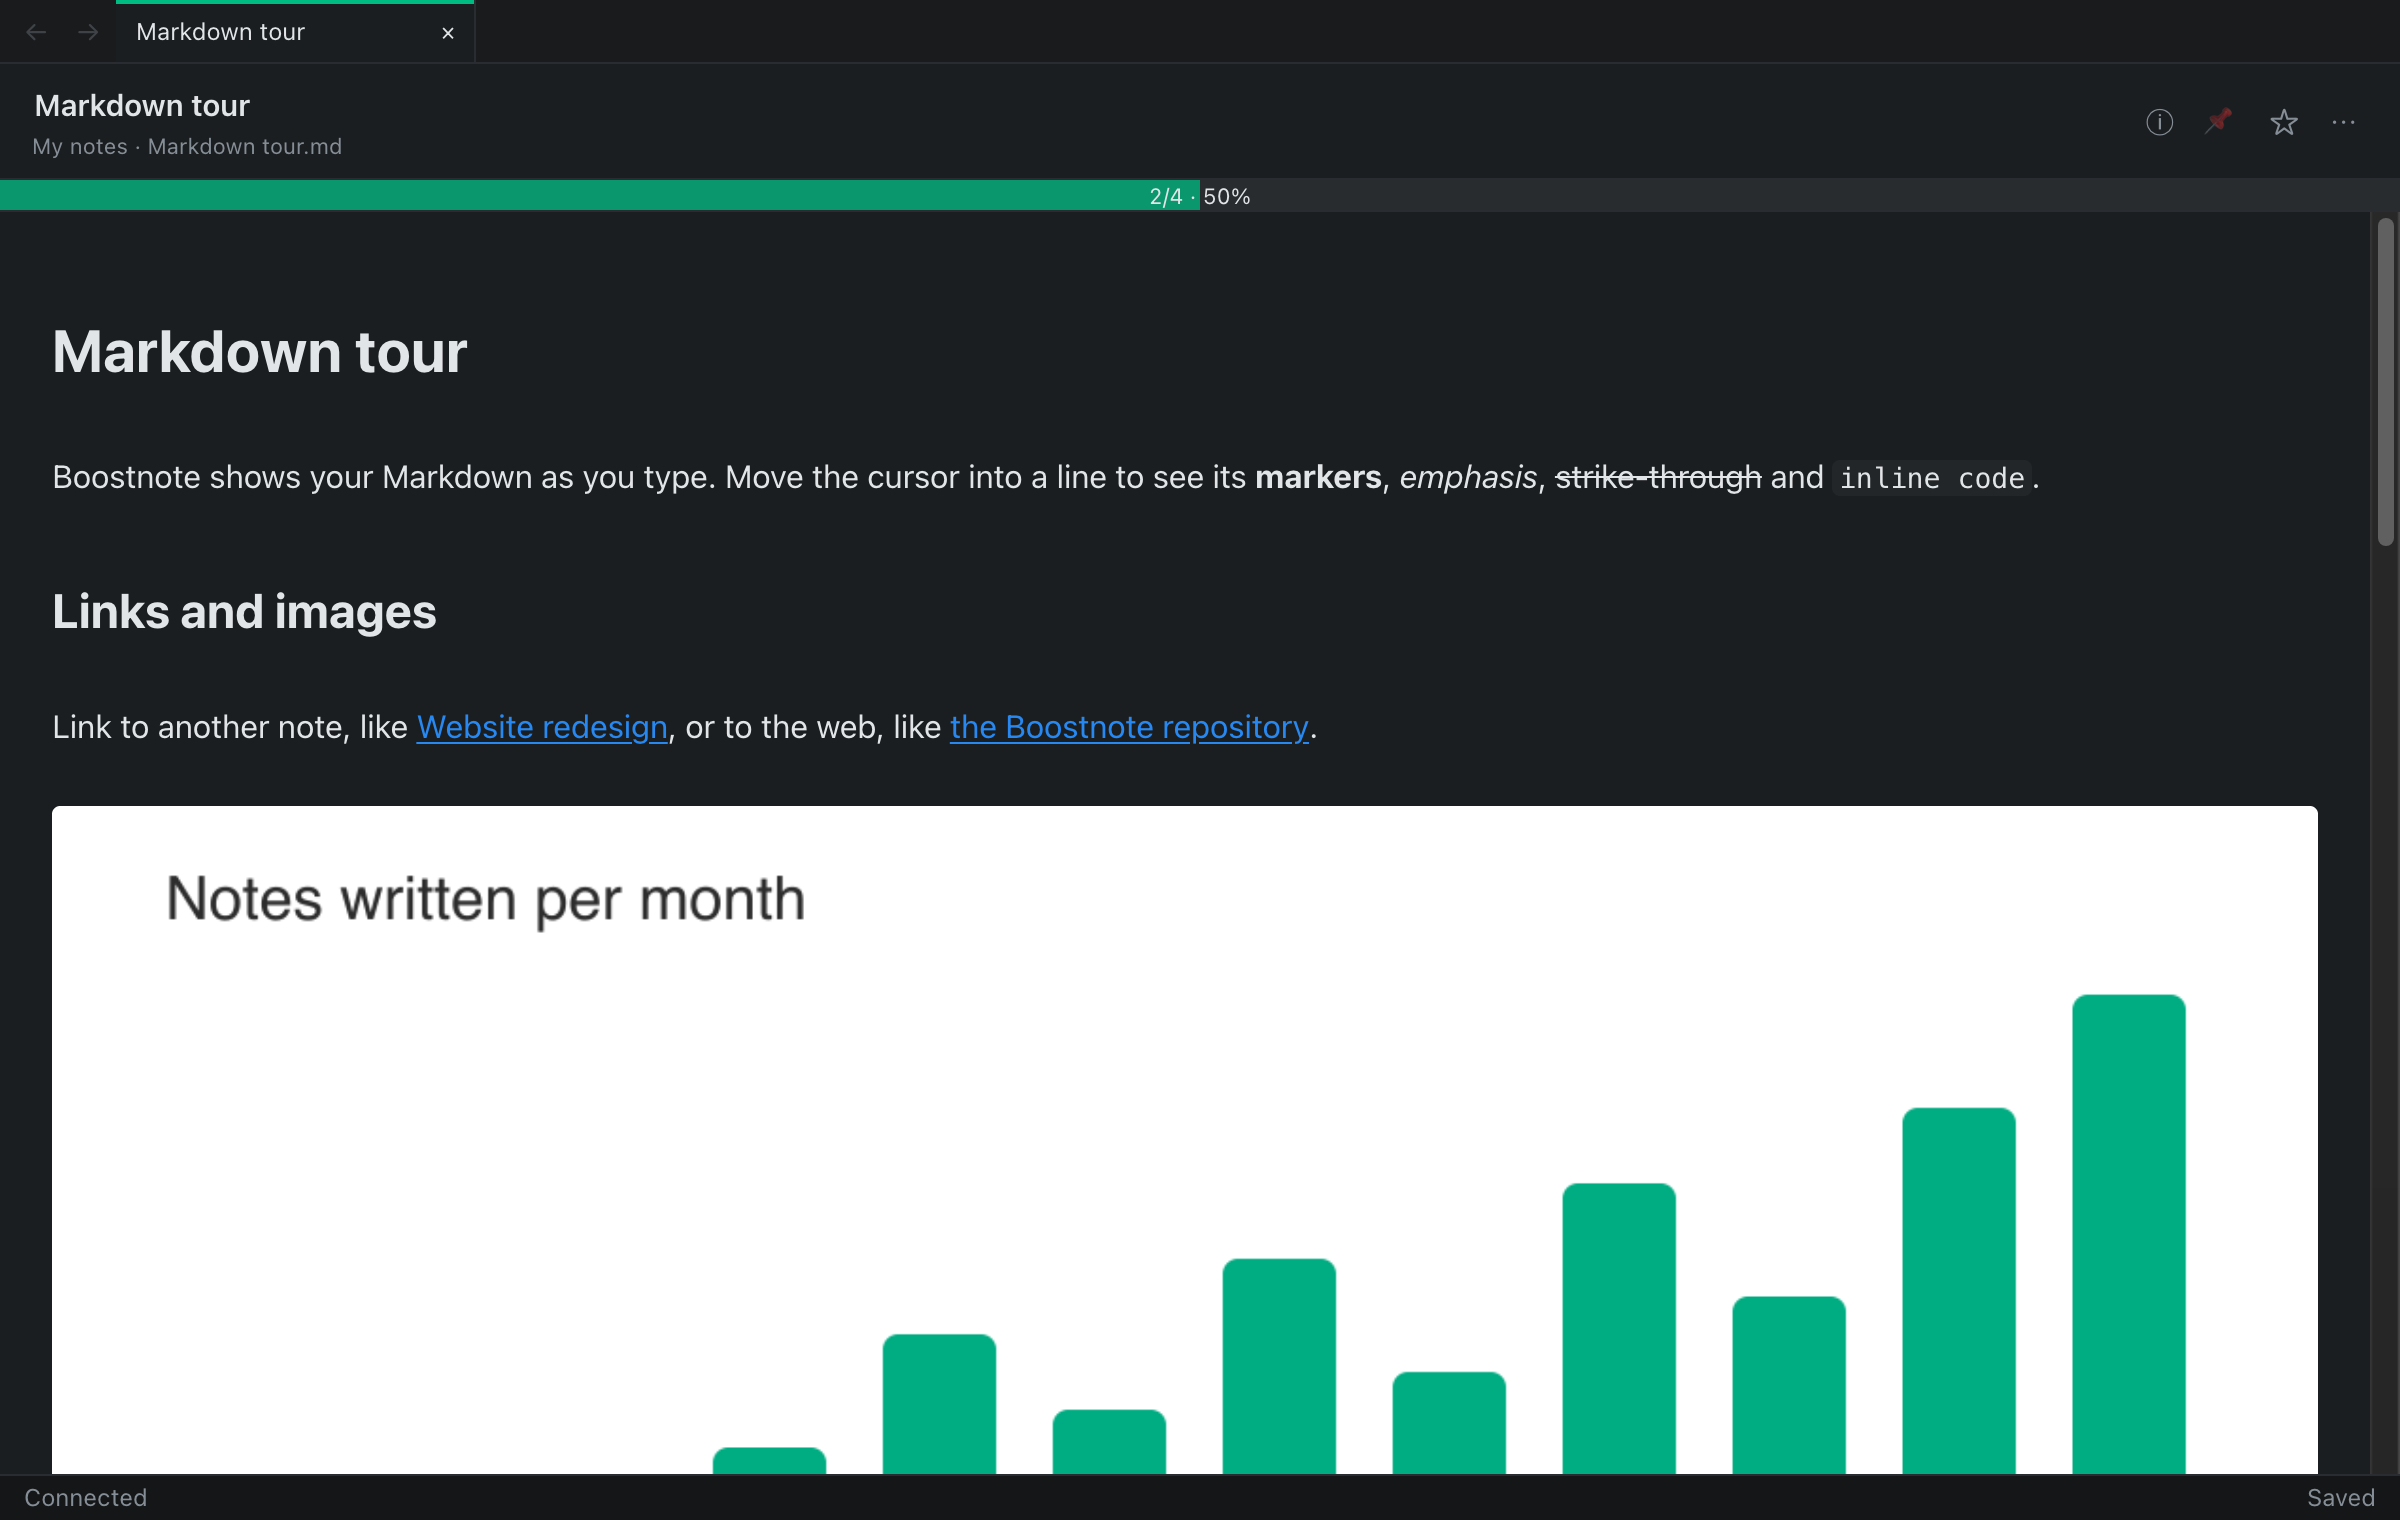 Markdown tour
Markdown tour
My notes · Markdown tour.md
2/4 · 50%
Markdown tour
Boostnote shows your Markdown as you type. Move the cursor into a line to see its markers, emphasis, strike-through and inline code.
Links and images
Link to another note, like Website redesign, or to the web, like the Boostnote repository.
Notes written per month
Connected
Saved